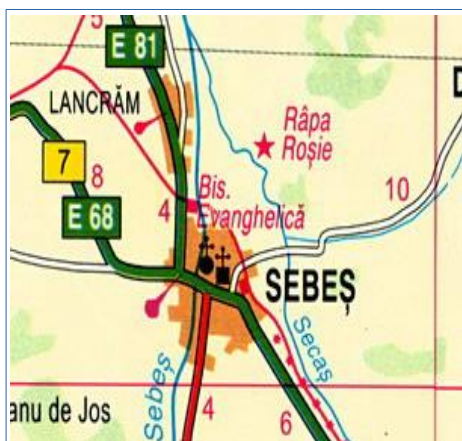 5
E 81
LANCRĂM
Râpa
Roșie
7
8
E 68
4
Bis.
Evanghelică
10
SEBEȘ
Sebeș
Secaș
anu de Jos
4
6